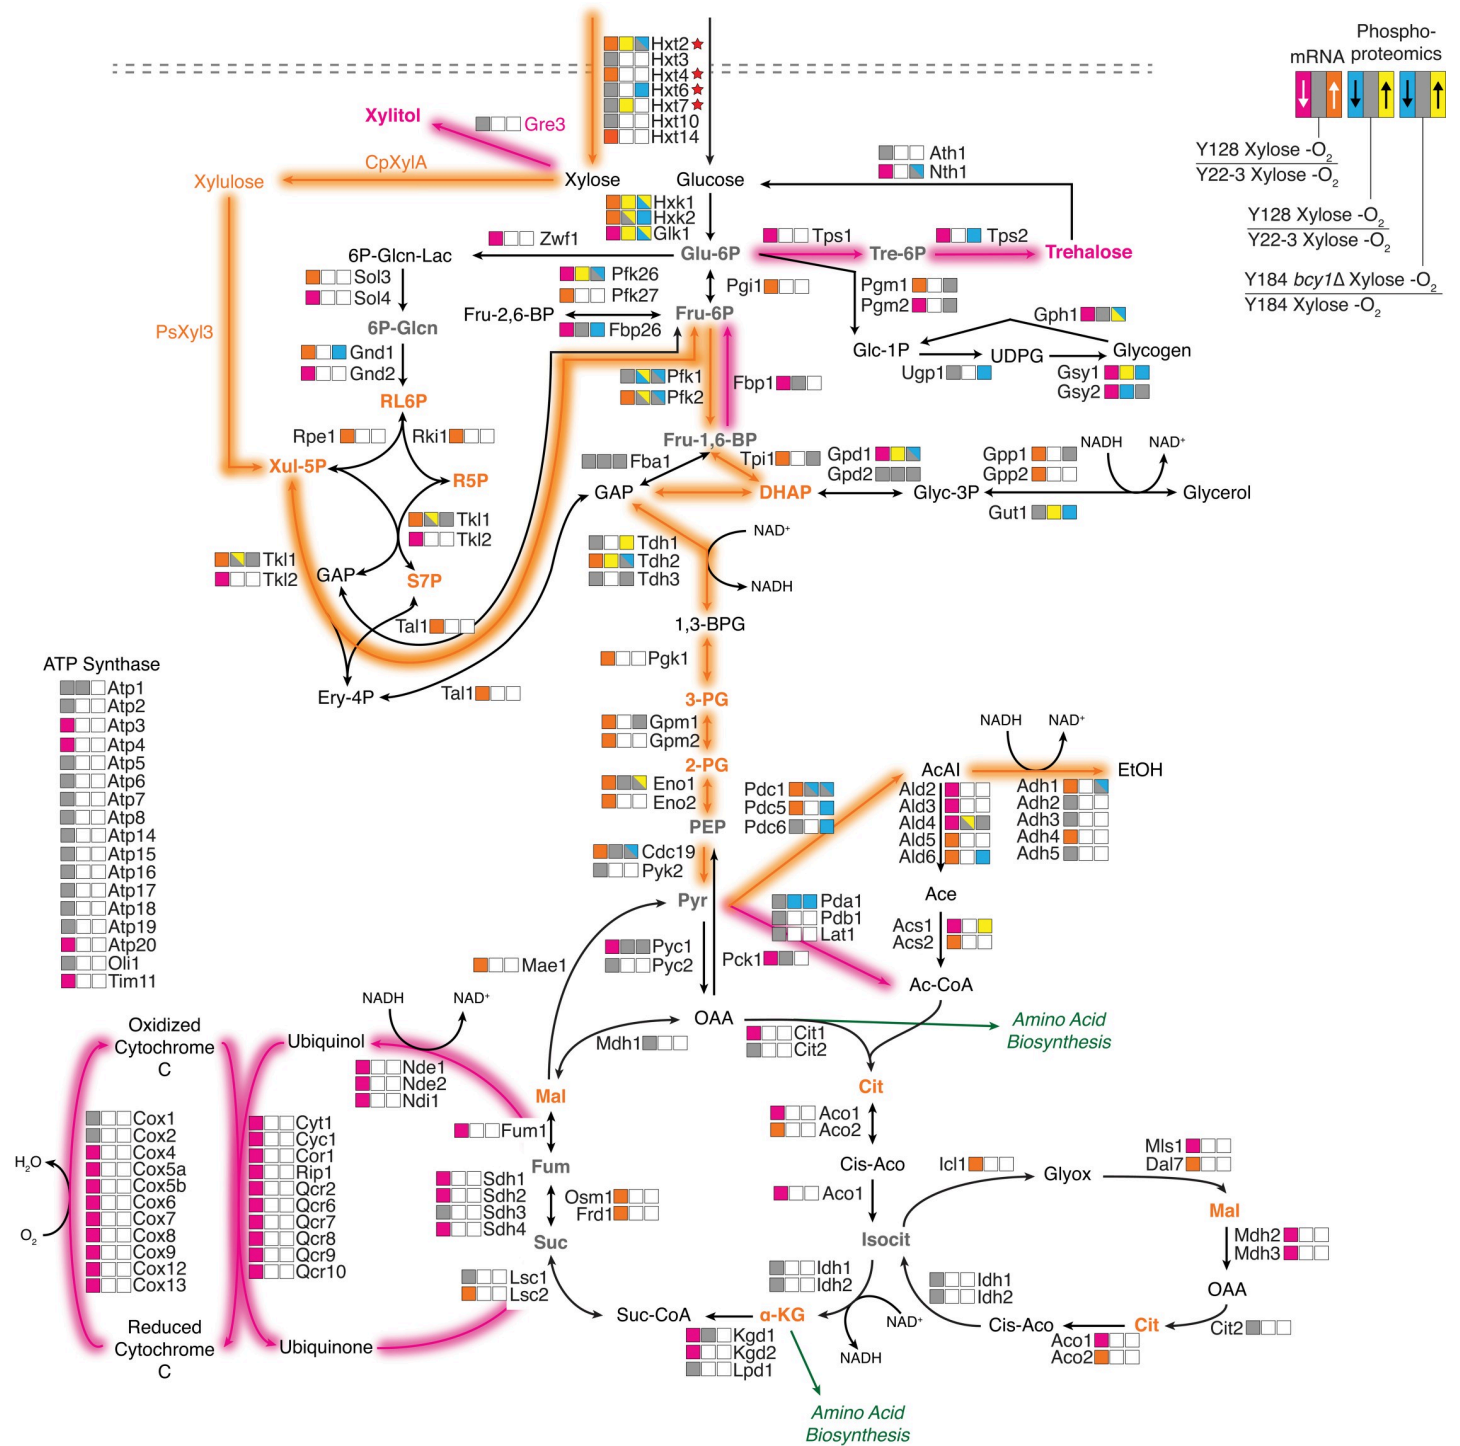 Hxt2
Hxt3
Hxt4
Hxt6
Hxt7
Hxt10
Hxt14
Phospho-
mRNA proteomics
Y128 Xylose -O2
Y22-3 Xylose -O2
Y128 Xylose -O2
Y22-3 Xylose -O2
Y184 bcy1Δ Xylose -O2
Y184 Xylose -O2
Xylitol
Gre3
CpXylA
Xylulose
Xylose
Glucose
Ath1
Nth1
Hxk1
Hxk2
Glk1
Zwf1
6P-Glcn-Lac
Glu-6P
Tps1
Tre-6P
Tps2
Trehalose
Sol3
Sol4
Pfk26
Pfk27
Pgi1
Pgm1
Pgm2
Fru-2,6-BP
Fru-6P
Fbp26
PsXyl3
6P-Glcn
Gnd1
Gnd2
Gph1
Glc-1P
UDPG
Glycogen
Ugp1
Gsy1
Gsy2
Pfk1
Pfk2
Fbp1
RL6P
Rpe1
Rki1
Fru-1,6-BP
Xul-5P
R5P
Fba1
Tpi1
Gpd1
Gpd2
Gpp1
Gpp2
NADH
NAD+
GAP
DHAP
Glyc-3P
Glycerol
Gut1
Tkl1
Tkl2
Tkl1
Tkl2
GAP
S7P
Tdh1
Tdh2
Tdh3
NAD+
NADH
Tal1
1,3-BPG
Ery-4P
Tal1
Pgk1
3-PG
Gpm1
Gpm2
2-PG
Eno1
Eno2
PEP
Cdc19
Pyk2
Pyr
ATP Synthase
Atp1
Atp2
Atp3
Atp4
Atp5
Atp6
Atp7
Atp8
Atp14
Atp15
Atp16
Atp17
Atp18
Atp19
Atp20
Oli1
Tim11
NADH
NAD+
AcAl
EtOH
Pdc1
Pdc5
Pdc6
Ald2
Ald3
Ald4
Ald5
Ald6
Adh1
Adh2
Adh3
Adh4
Adh5
Ace
Pda1
Pdb1
Lat1
Acs1
Acs2
Pyc1
Pyc2
Pck1
Mae1
Ac-CoA
OAA
Mdh1
Cit1
Cit2
Amino Acid
Biosynthesis
NADH
NAD+
Oxidized
Cytochrome
C
Ubiquinol
Nde1
Nde2
Ndi1
Mal
Cit
Cox1
Cox2
Cox4
Cox5a
Cox5b
Cox6
Cox7
Cox8
Cox9
Cox12
Cox13
H2O
O2
Cyt1
Cyc1
Cor1
Rip1
Qcr2
Qcr6
Qcr7
Qcr8
Qcr9
Qcr10
Fum1
Fum
Sdh1
Sdh2
Sdh3
Sdh4
Osm1
Frd1
Suc
Lsc1
Lsc2
Aco1
Aco2
Cis-Aco
Aco1
Isocit
Icl1
Glyox
Mls1
Dal7
Mal
Mdh2
Mdh3
OAA
Idh1
Idh2
Idh1
Idh2
Reduced
Cytochrome
C
Ubiquinone
Suc-CoA
α-KG
NAD+
NADH
Cis-Aco
Cit
Cit2
Aco1
Aco2
Kgd1
Kgd2
Lpd1
Amino Acid
Biosynthesis